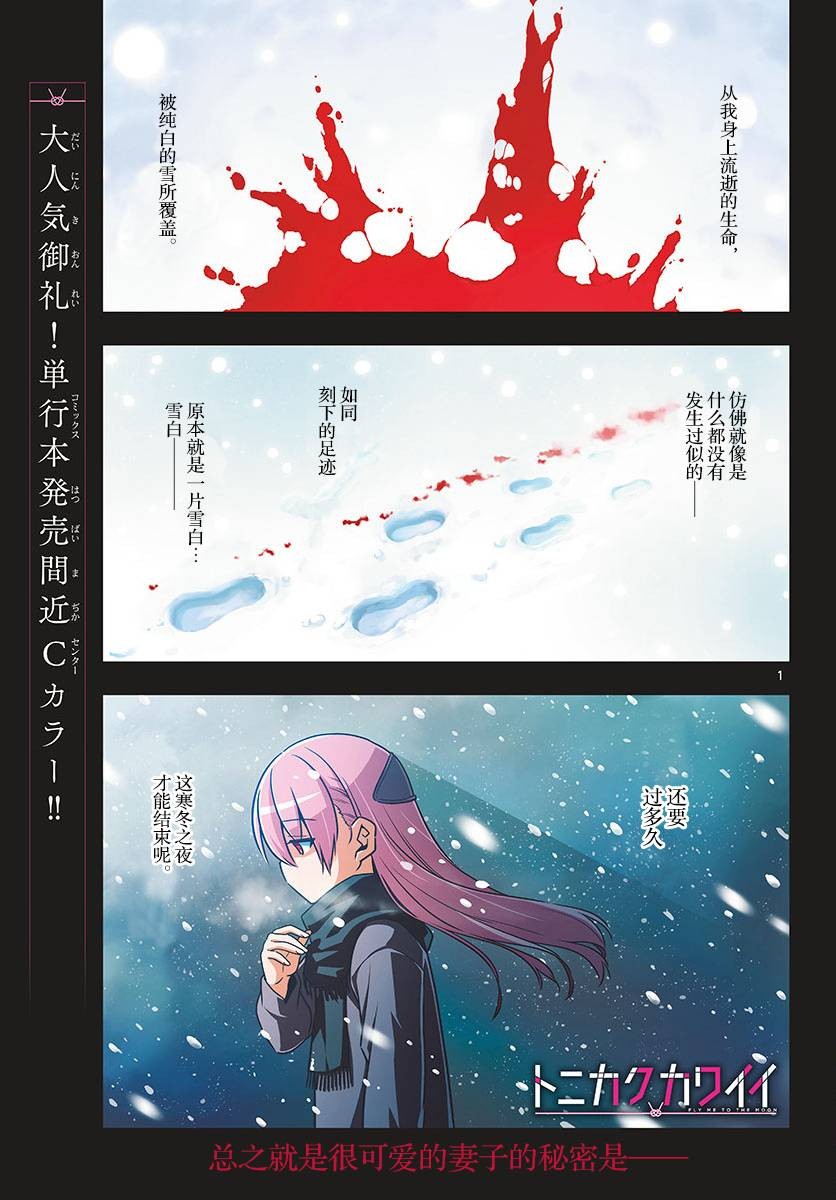 从我身上流逝的生命，
被纯白的雪所覆盖。
仿佛就像是
什么都没有
发生过似的——
如同
刻下的足迹
原本就是一片雪白…
雪白——
1
还要
过多久
这寒冬之夜
才能结束呢。
トニカクカワイイ
FLY ME TO THE MOON
大人気御礼！単行本発売間近Cカラー!!
だいにんきおんれい コミックス はつばいまぢか センター
总之就是很可爱的妻子的秘密是——